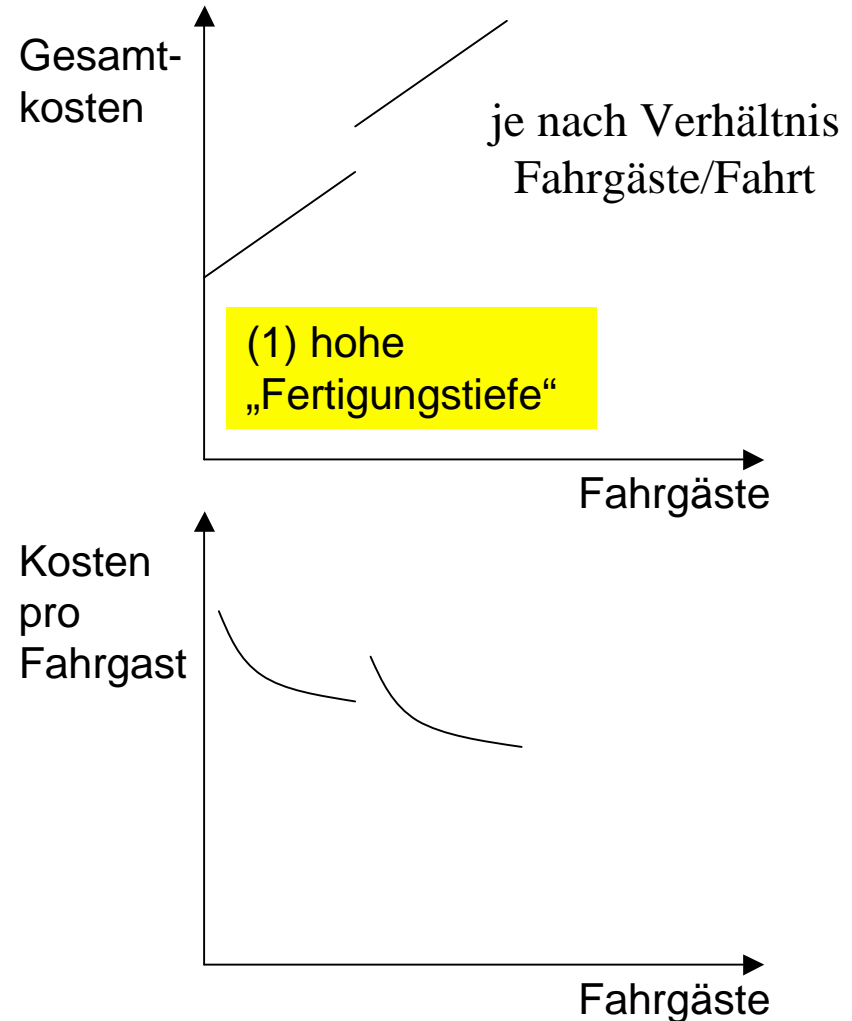 Gesamt-
kosten
je nach Verhältnis
Fahrgäste/Fahrt
(1) hohe
„Fertigungstiefe“
Fahrgäste
Kosten
pro
Fahrgast
Fahrgäste